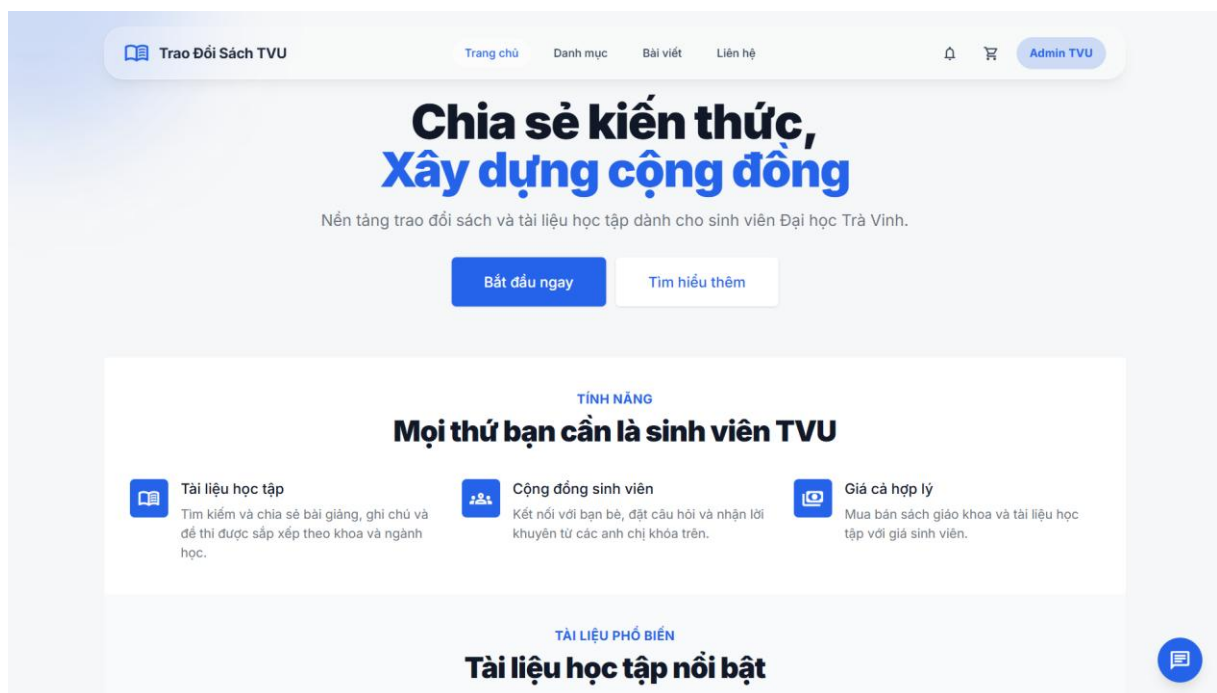 Trao Đổi Sách TVU
Trang chủ
Danh mục
Bài viết
Liên hệ
Admin TVU
Chia sẻ kiến thức,
Xây dựng cộng đồng
Nền tảng trao đổi sách và tài liệu học tập dành cho sinh viên Đại học Trà Vinh.
Bắt đầu ngay
Tìm hiểu thêm
TÍNH NĂNG
Mọi thứ bạn cần là sinh viên TVU
Tài liệu học tập
Tìm kiếm và chia sẻ bài giảng, ghi chú và
đề thi được sắp xếp theo khoa và ngành
học.
Cộng đồng sinh viên
Kết nối với bạn bè, đặt câu hỏi và nhận lời
khuyên từ các anh chị khóa trên.
Giá cả hợp lý
Mua bán sách giáo khoa và tài liệu học
tập với giá sinh viên.
TÀI LIỆU PHỔ BIẾN
Tài liệu học tập nổi bật